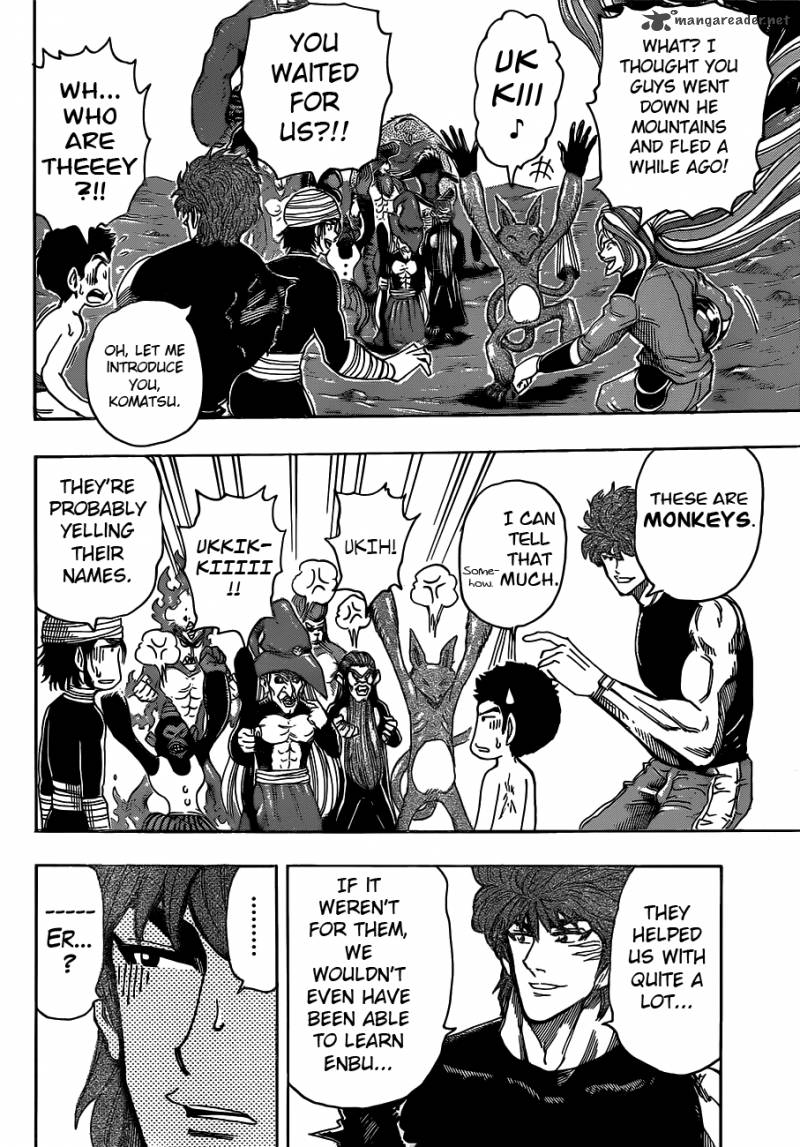 mangareader.net
WHAT? I
THOUGHT YOU
GUYS WENT
DOWN HE
MOUNTAINS
AND FLED A
WHILE AGO!
UK
KIII
♪
YOU
WAITED
FOR
US?!!
WH...
WHO
ARE
THEEEY
?!!
OH, LET ME
INTRODUCE
YOU,
KOMATSU.
THESE ARE
MONKEYS.
I CAN
TELL
THAT
MUCH.
Some-
how.
UKIH!
UKKIK-
KIIIII
!!
THEY'RE
PROBABLY
YELLING
THEIR
NAMES.
THEY
HELPED
US WITH
QUITE A
LOT...
IF IT
WEREN'T
FOR THEM,
WE
WOULDN'T
EVEN HAVE
BEEN ABLE
TO LEARN
ENBU...
.........
-----
ER...
?